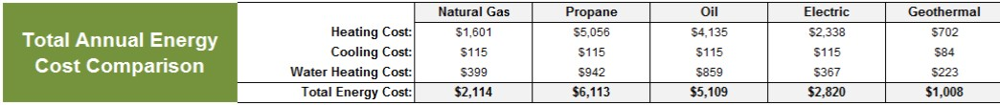 Total Annual Energy
Cost Comparison
Natural Gas Propane Oil Electric Geothermal
Heating Cost: $1,601 $5,056 $4,135 $2,338 $702
Cooling Cost: $115 $115 $115 $115 $84
Water Heating Cost: $399 $942 $859 $367 $223
Total Energy Cost: $2,114 $6,113 $5,109 $2,820 $1,008